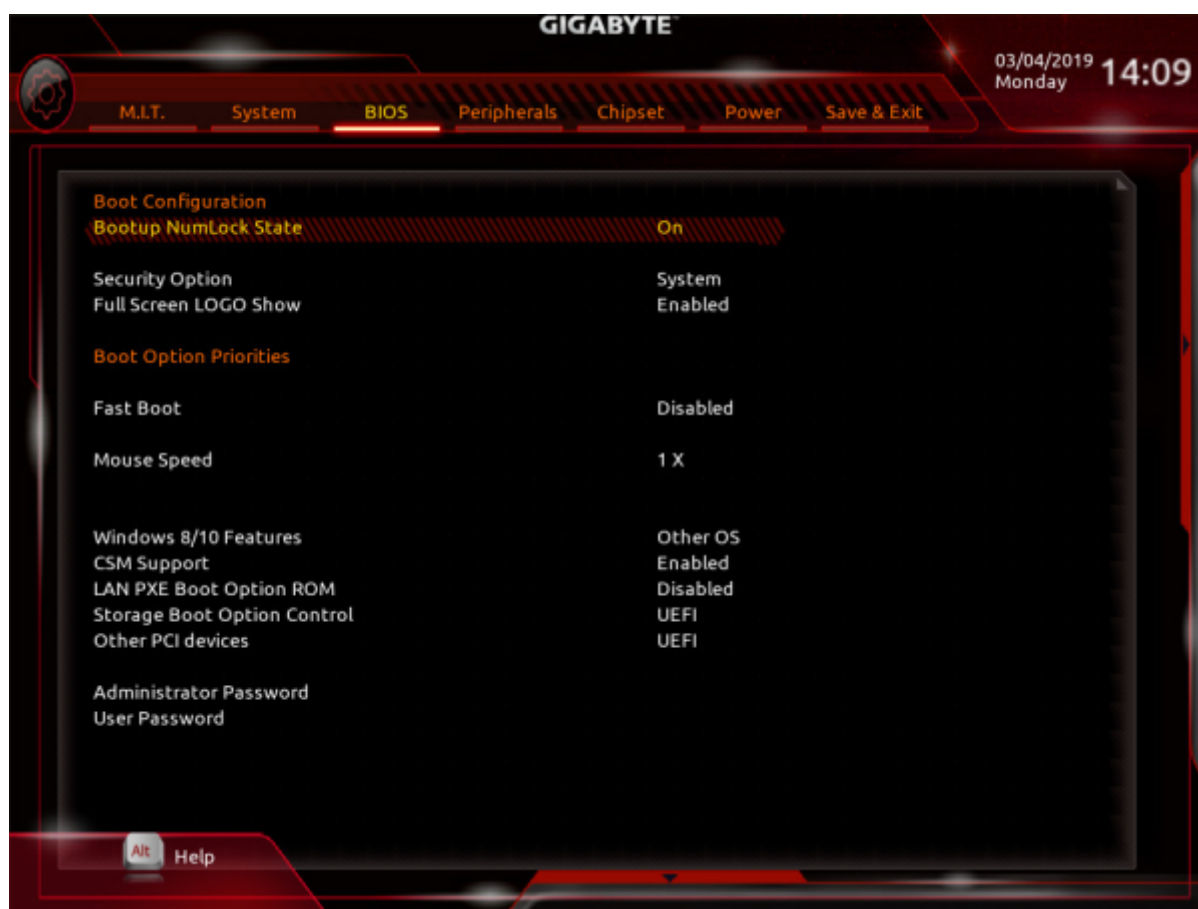 GIGABYTE
03/04/2019
Monday
14:09
M.I.T. System BIOS Peripherals Chipset Power Save & Exit
Boot Configuration
Bootup NumLock State On
Security Option System
Full Screen LOGO Show Enabled
Boot Option Priorities
Fast Boot Disabled
Mouse Speed 1 X
Windows 8/10 Features Other OS
CSM Support Enabled
LAN PXE Boot Option ROM Disabled
Storage Boot Option Control UEFI
Other PCI devices UEFI
Administrator Password
User Password
Alt Help